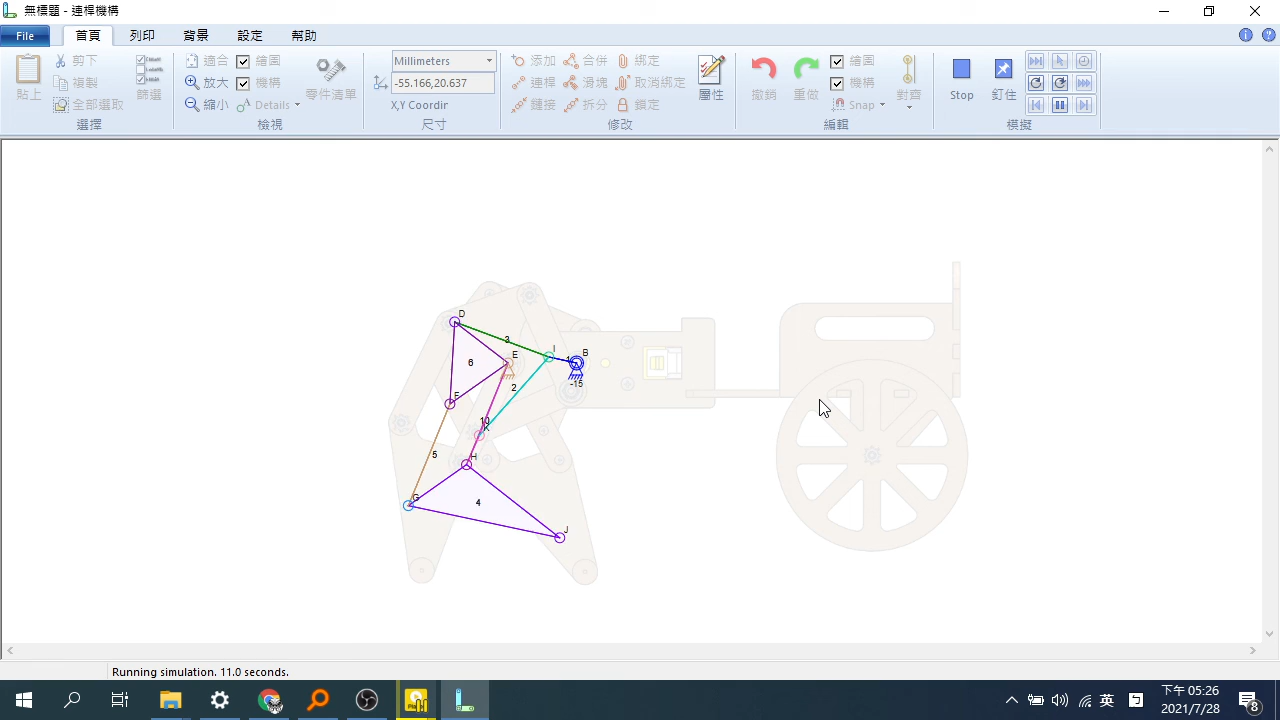 無標題 - 連桿機構
File 首頁 列印 背景 設定 幫助
貼上 剪下 複製 全部選取 篩選
選擇
適合 放大 縮小 繪圖 機構 Details 零件清單
檢視
Millimeters
-55.166,20.637
X,Y Coordir
尺寸
添加 連桿 鏈接 合併 滑塊 拆分 綁定 取消綁定 鎖定 屬性
修改
撤銷 重做 繪圖 機構 Snap 對齊
編輯
Stop 釘住
模擬
D
3
I
1
B
E
6
2
-15
F
10
K
5
H
G
4
J
Running simulation. 11.0 seconds.
英
下午 05:26
2021/7/28
8